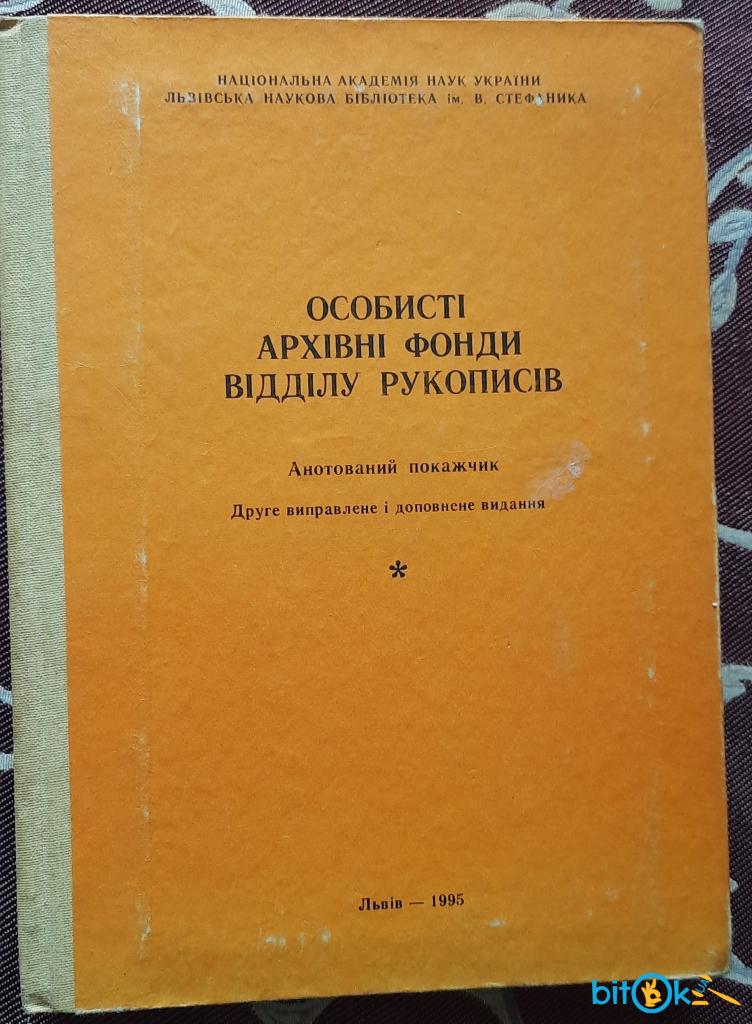 НАЦІОНАЛЬНА АКАДЕМІЯ НАУК УКРАЇНИ
ЛЬВІВСЬКА НАУКОВА БІБЛІОТЕКА ім. В. СТЕФАНИКА
ОСОБИСТІ
АРХІВНІ ФОНДИ
ВІДДІЛУ РУКОПИСІВ
Анотований покажчик
Друге виправлене і доповнене видання
*
Львів — 1995
bitOk